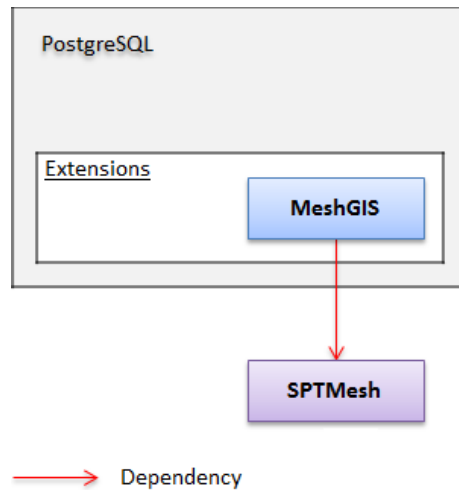 PostgreSQL
Extensions
MeshGIS
SPTMesh
Dependency